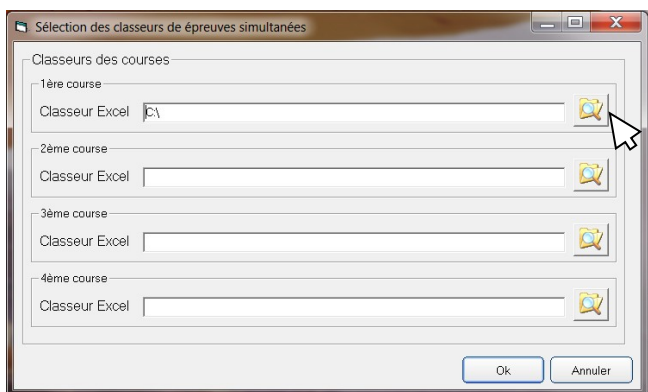 Sélection des classeurs de épreuves simultanées
Classeurs des courses
1ère course
Classeur Excel C:\
2ème course
Classeur Excel
3ème course
Classeur Excel
4ème course
Classeur Excel
Ok Annuler